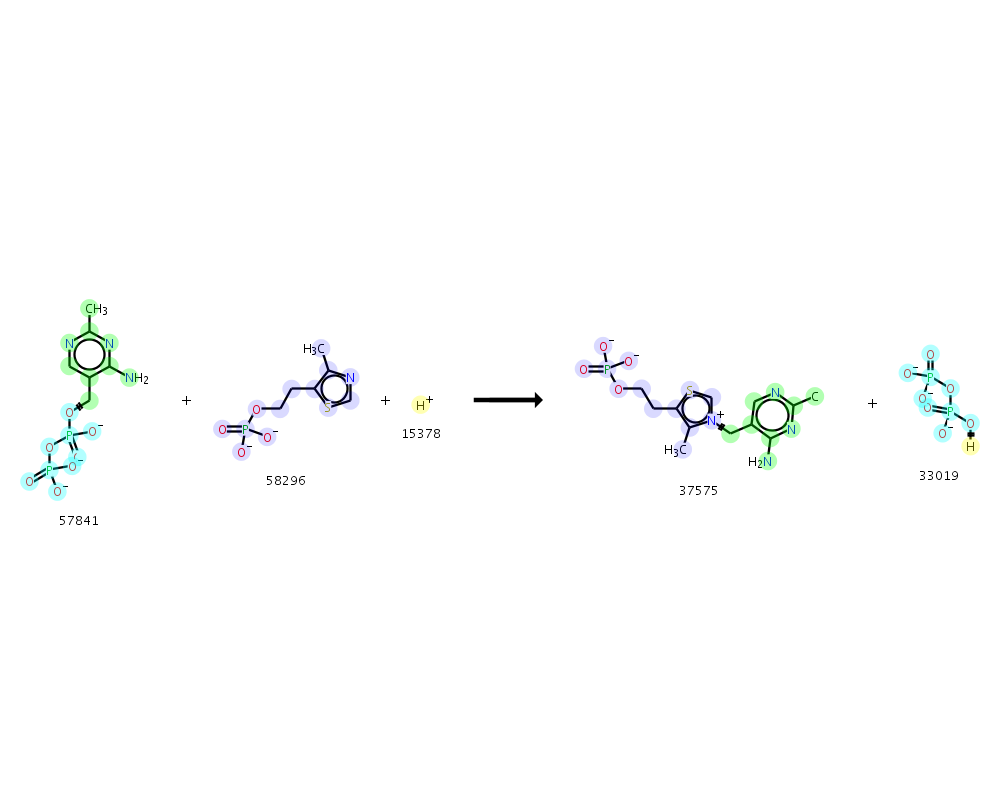 CH3
N N
NH2
O
P O−
O O
P O
O O−
57841
+
H3C
N
S
O
O P
O−
O−
58296
+
H+
15378
O−
O−
O P
O
S
N+
H3C
N
C
N
H2N
37575
+
O
O− P
O
O−
O P
O
O−
H
33019